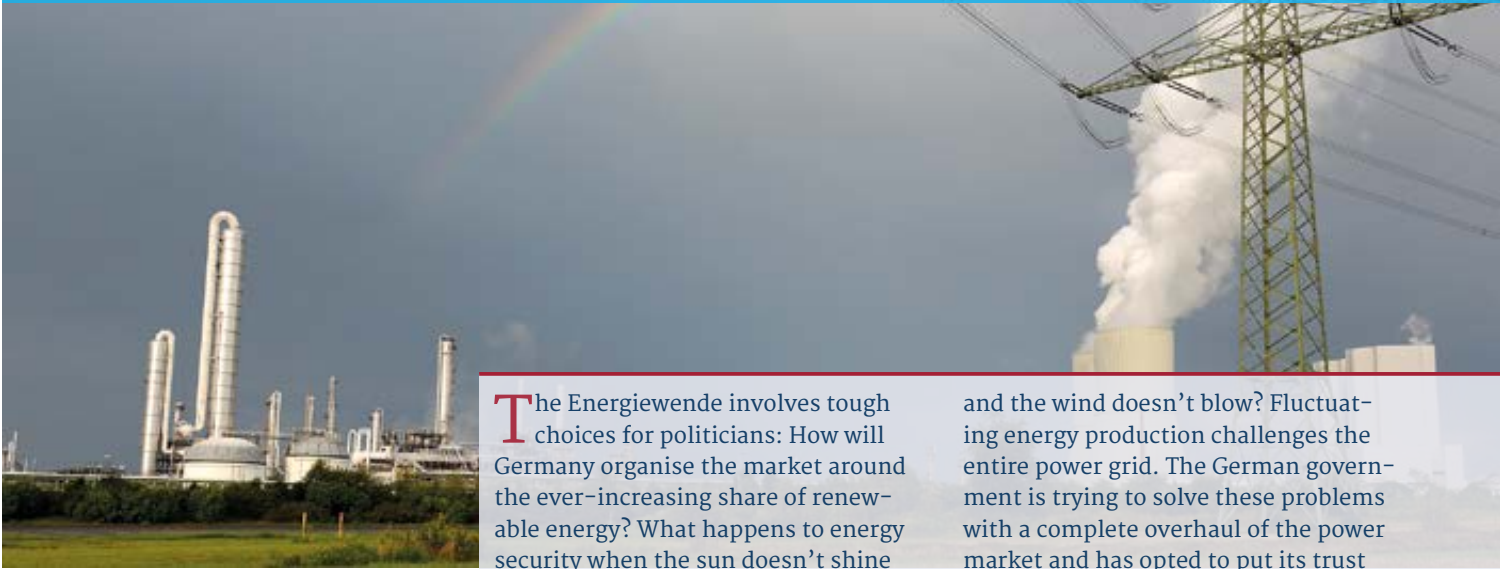 The Energiewende involves tough
choices for politicians: How will
Germany organise the market around
the ever-increasing share of renew-
able energy? What happens to energy
security when the sun doesn’t shine
and the wind doesn’t blow? Fluctuat-
ing energy production challenges the
entire power grid. The German govern-
ment is trying to solve these problems
with a complete overhaul of the power
market and has opted to put its trust